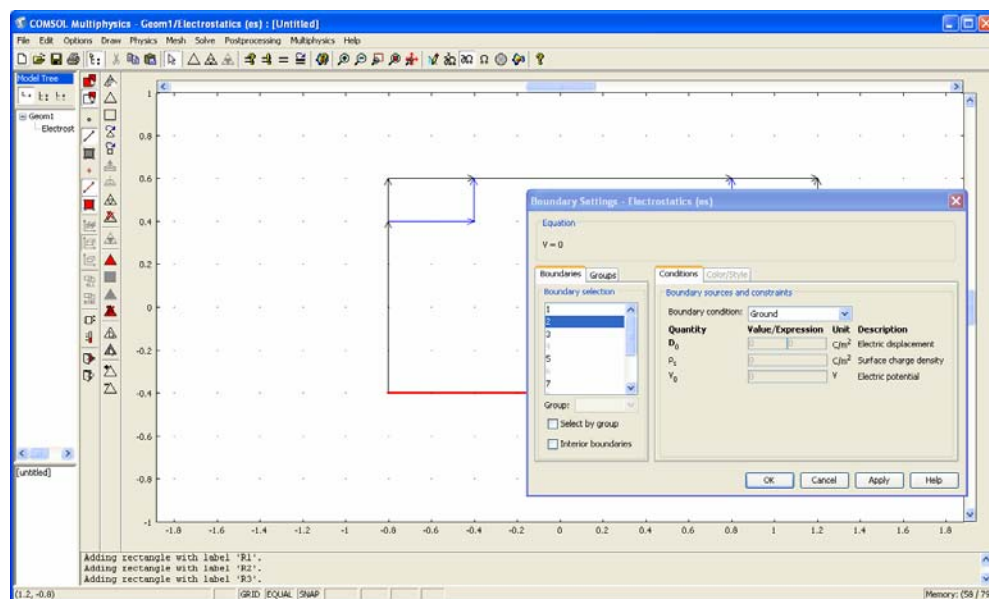 COMSOL Multiphysics - Geom1/Electrostatics (es) : [Untitled]
File Edit Options Draw Physics Mesh Solve Postprocessing Multiphysics Help
Model Tree
Geom1
Electrost
[untitled]
1
0.8
0.6
0.4
0.2
0
-0.2
-0.4
-0.6
-0.8
-1
-1.8 -1.6 -1.4 -1.2 -1 -0.8 -0.6 -0.4 -0.2 0 0.2 0.4 0.6 0.8 1 1.2 1.4 1.6 1.8
Boundary Settings - Electrostatics (es)
Equation
V = 0
Boundaries Groups
Boundary selection
1
2
3
4
5
6
7
Group:
Select by group
Interior boundaries
Conditions Color/Style
Boundary sources and constraints
Boundary condition: Ground
Quantity Value/Expression Unit Description
D₀ 0 0 C/m² Electric displacement
ρₛ 0 C/m² Surface charge density
V₀ 0 V Electric potential
OK Cancel Apply Help
Adding rectangle with label 'R1'.
Adding rectangle with label 'R2'.
Adding rectangle with label 'R3'.
(1.2, -0.8) GRID EQUAL SNAP Memory: (58 / 79